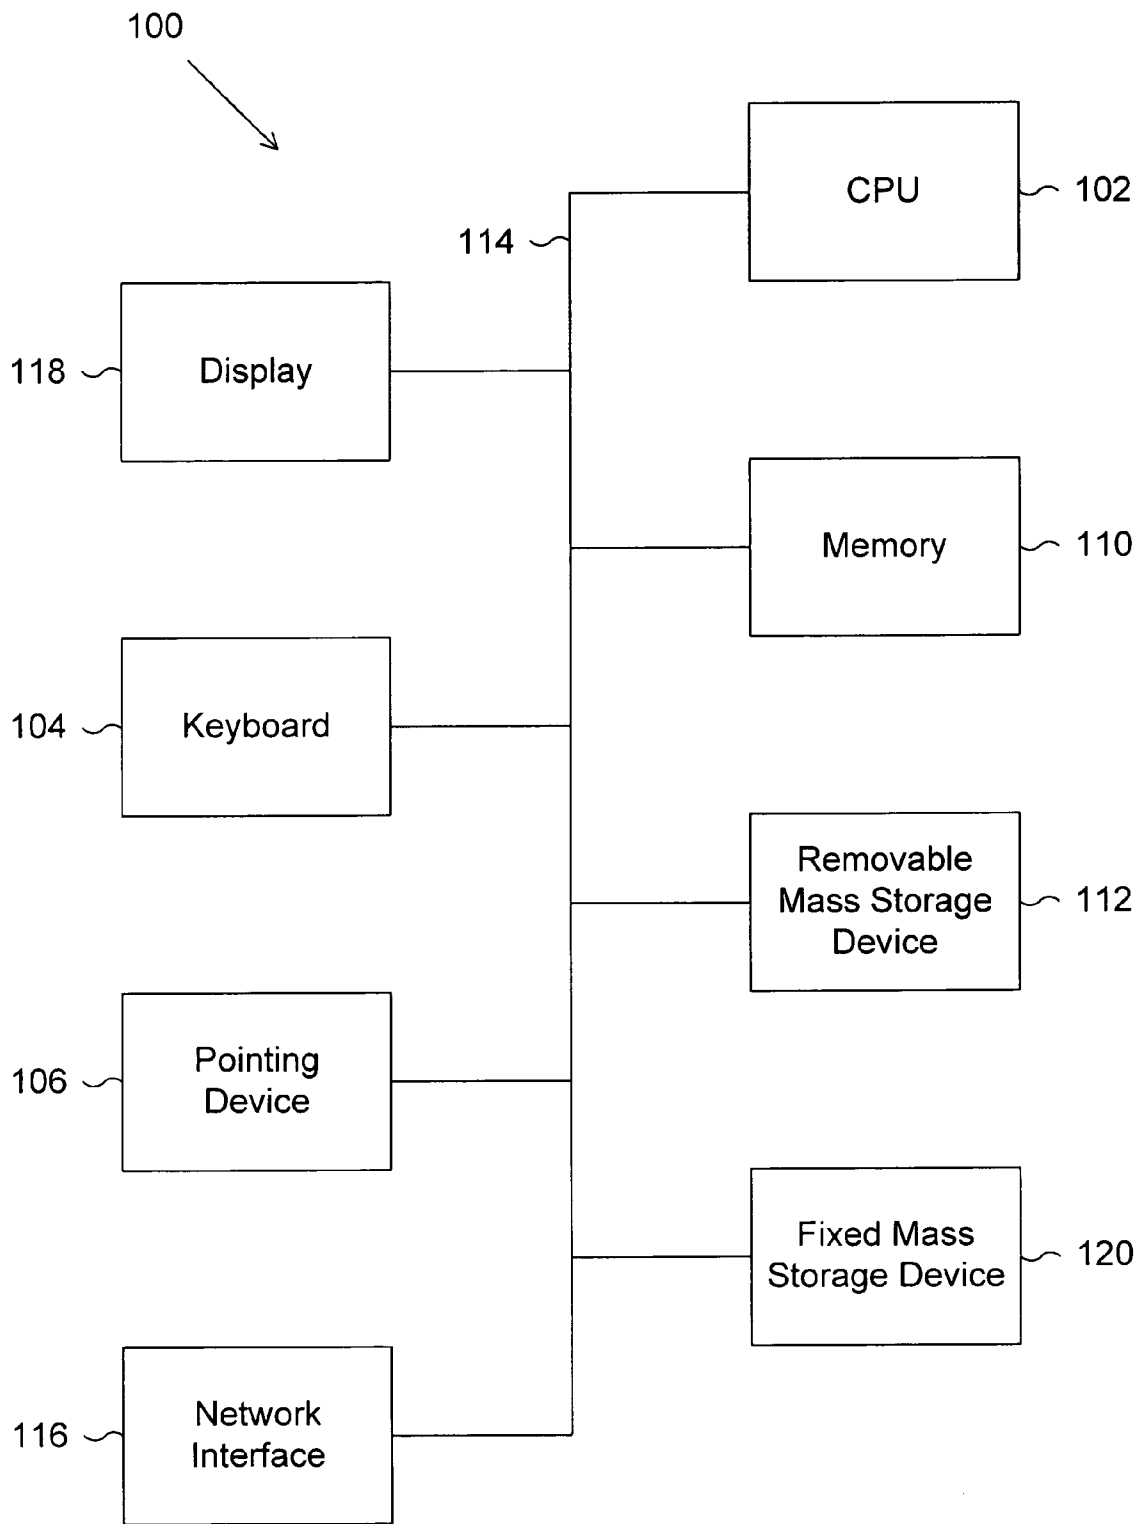 100
CPU
102
114
118
Display
Memory
110
104
Keyboard
Removable
Mass Storage
Device
112
106
Pointing
Device
Fixed Mass
Storage Device
120
116
Network
Interface